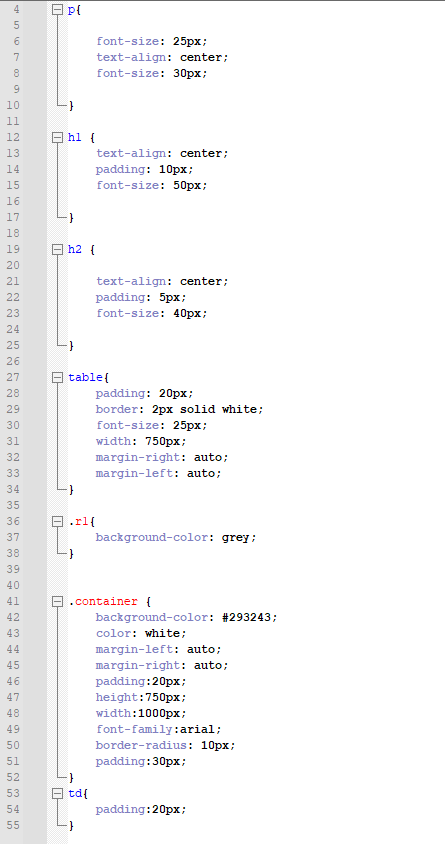 4 p{
5
6 font-size: 25px;
7 text-align: center;
8 font-size: 30px;
9
10 }
11
12 h1 {
13 text-align: center;
14 padding: 10px;
15 font-size: 50px;
16
17 }
18
19 h2 {
20
21 text-align: center;
22 padding: 5px;
23 font-size: 40px;
24
25 }
26
27 table{
28 padding: 20px;
29 border: 2px solid white;
30 font-size: 25px;
31 width: 750px;
32 margin-right: auto;
33 margin-left: auto;
34 }
35
36 .r1{
37 background-color: grey;
38 }
39
40
41 .container {
42 background-color: #293243;
43 color: white;
44 margin-left: auto;
45 margin-right: auto;
46 padding:20px;
47 height:750px;
48 width:1000px;
49 font-family:arial;
50 border-radius: 10px;
51 padding:30px;
52 }
53 td{
54 padding:20px;
55 }